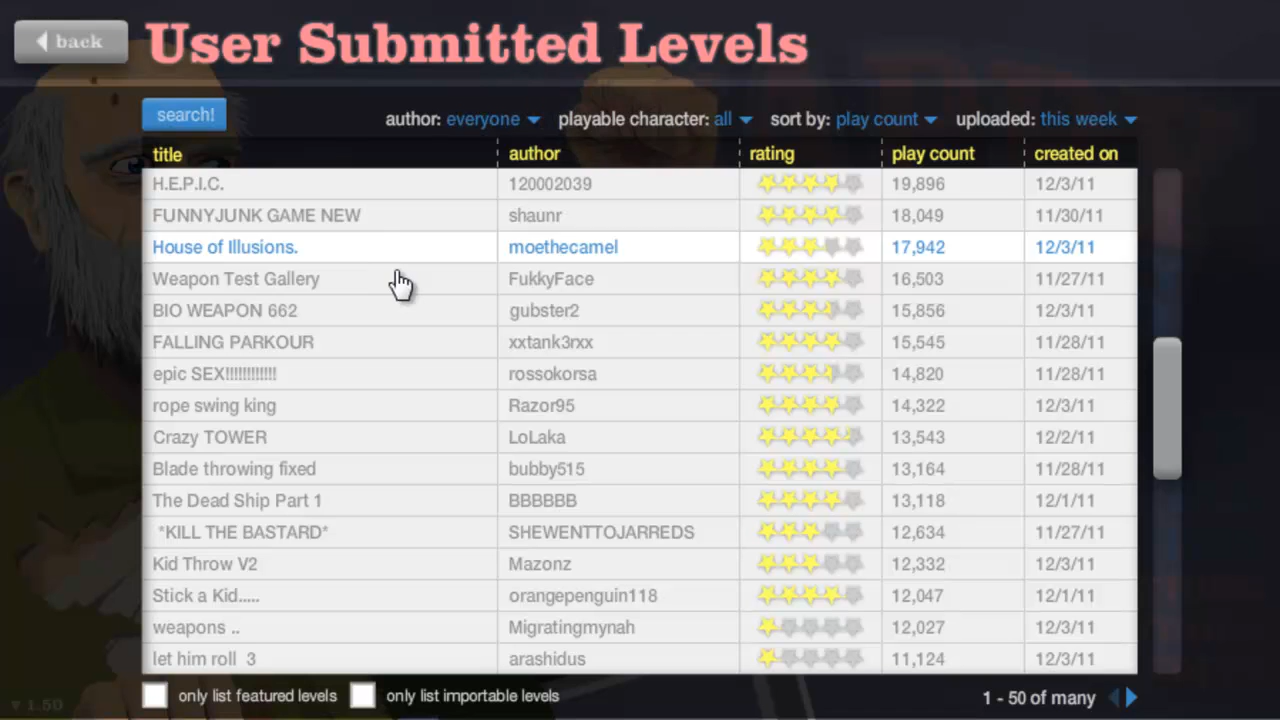 back
User Submitted Levels
search!
author: everyone playable character: all sort by: play count uploaded: this week
title author rating play count created on
H.E.P.I.C. 120002039 19,896 12/3/11
FUNNYJUNK GAME NEW shaunr 18,049 11/30/11
House of Illusions. moethecamel 17,942 12/3/11
Weapon Test Gallery FukkyFace 16,503 11/27/11
BIO WEAPON 662 gubster2 15,856 12/3/11
FALLING PARKOUR xxtank3rxx 15,545 11/28/11
epic SEX!!!!!!!!!!!! rossokorsa 14,820 11/28/11
rope swing king Razor95 14,322 12/3/11
Crazy TOWER LoLaka 13,543 12/2/11
Blade throwing fixed bubby515 13,164 11/28/11
The Dead Ship Part 1 BBBBBB 13,118 12/1/11
*KILL THE BASTARD* SHEWENTTOJARREDS 12,634 11/27/11
Kid Throw V2 Mazonz 12,332 12/3/11
Stick a Kid..... orangepenguin118 12,047 12/1/11
weapons .. Migratingmynah 12,027 12/3/11
let him roll 3 arashidus 11,124 12/3/11
only list featured levels only list importable levels 1 - 50 of many
v 1.50